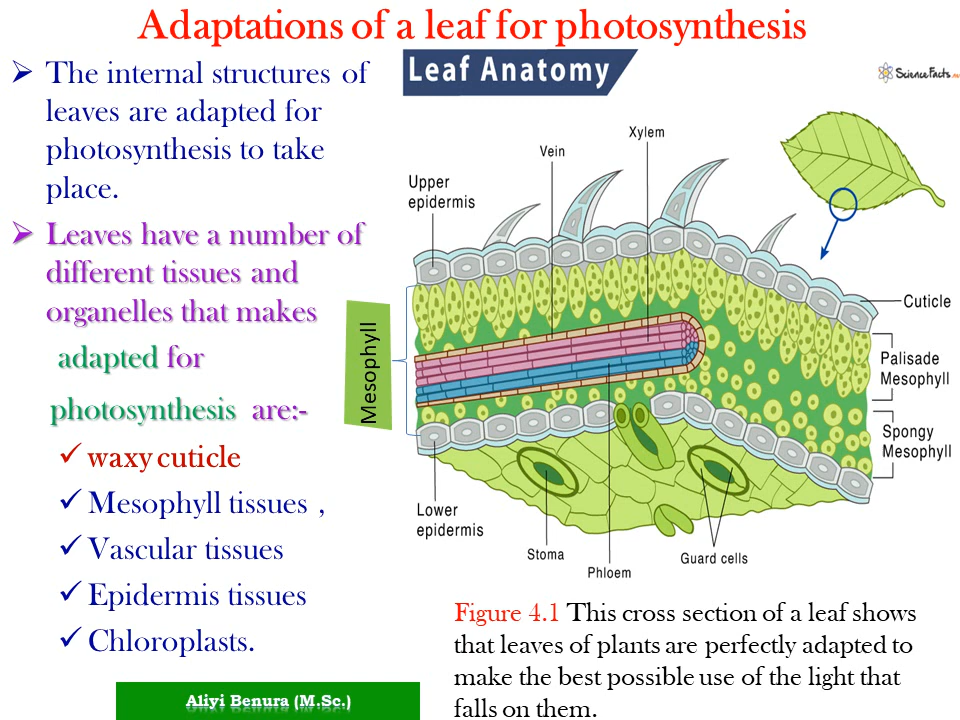 Adaptations of a leaf for photosynthesis
The internal structures of
leaves are adapted for
photosynthesis to take
place.
Leaves have a number of
different tissues and
organelles that makes
adapted for
photosynthesis are:-
waxy cuticle
Mesophyll tissues ,
Vascular tissues
Epidermis tissues
Chloroplasts.
Aliyi Benura (M.Sc.)
Leaf Anatomy
ScienceFacts.net
Xylem
Vein
Upper
epidermis
Cuticle
Mesophyll
Palisade
Mesophyll
Spongy
Mesophyll
Lower
epidermis
Stoma
Phloem
Guard cells
Figure 4.1 This cross section of a leaf shows
that leaves of plants are perfectly adapted to
make the best possible use of the light that
falls on them.